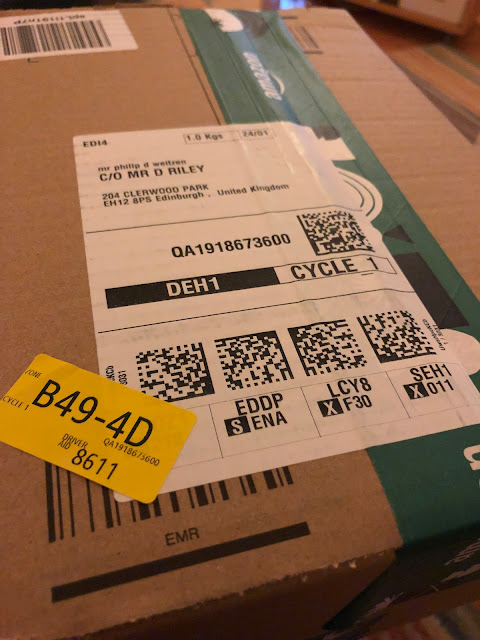 EDI4
1.0 Kgs
24/01
mr philip d weitzen
C/O MR D RILEY
204 CLERWOOD PARK
EH12 8PS Edinburgh , United Kingdom
QA1918673600
DEH1
CYCLE 1
EDDP
S ENA
LCY8
X F30
SEH1
X 011
ZONE
B49-4D
CYCLE 1
DRIVER
AID
QA1918673600
8611
EMR